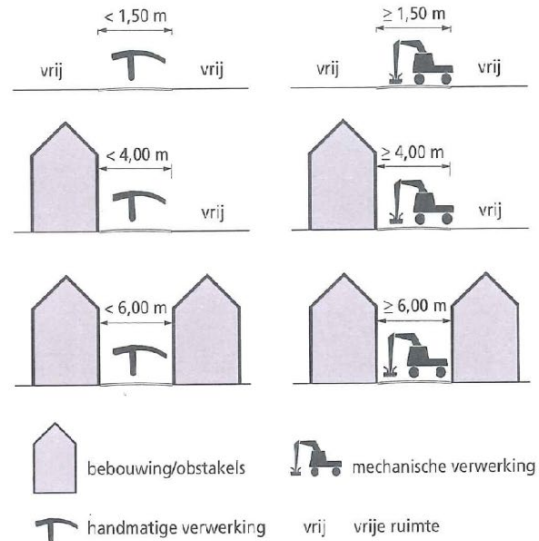 < 1,50 m
≥ 1,50 m
vrij
vrij
vrij
vrij
< 4,00 m
≥ 4,00 m
vrij
vrij
< 6,00 m
≥ 6,00 m
bebouwing/obstakels
mechanische verwerking
handmatige verwerking
vrij vrije ruimte